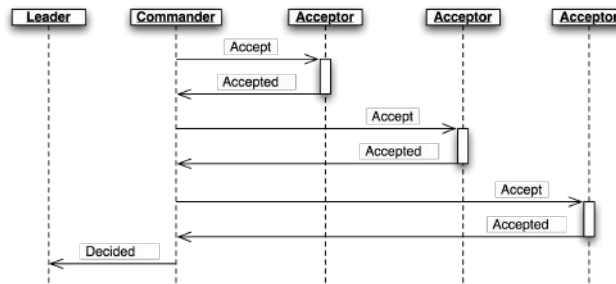 Leader Commander Acceptor Acceptor Acceptor
Accept
Accepted
Accept
Accepted
Accept
Accepted
Decided